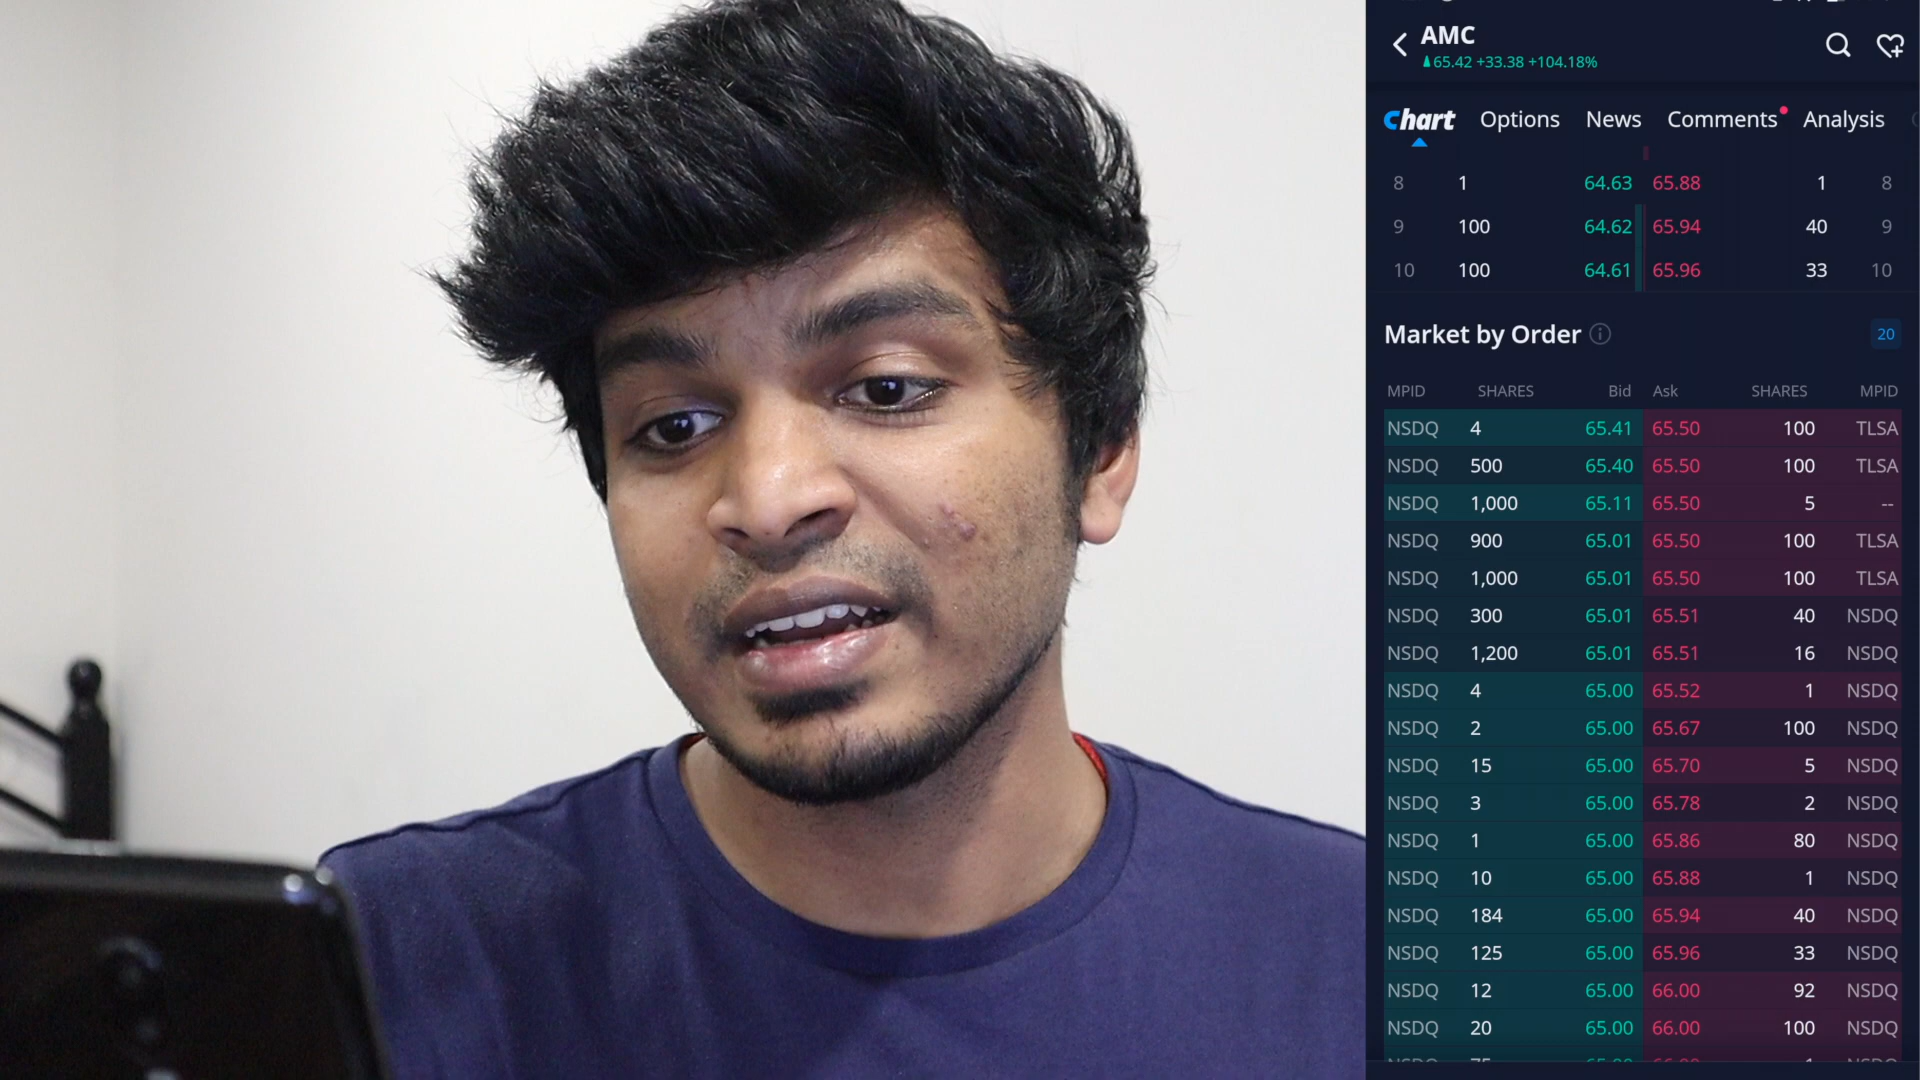 AMC
65.42 +33.38 +104.18%
Chart Options News Comments Analysis
8 1 64.63 65.88 1 8
9 100 64.62 65.94 40 9
10 100 64.61 65.96 33 10
Market by Order 20
MPID SHARES Bid Ask SHARES MPID
NSDQ 4 65.41 65.50 100 TLSA
NSDQ 500 65.40 65.50 100 TLSA
NSDQ 1,000 65.11 65.50 5 --
NSDQ 900 65.01 65.50 100 TLSA
NSDQ 1,000 65.01 65.50 100 TLSA
NSDQ 300 65.01 65.51 40 NSDQ
NSDQ 1,200 65.01 65.51 16 NSDQ
NSDQ 4 65.00 65.52 1 NSDQ
NSDQ 2 65.00 65.67 100 NSDQ
NSDQ 15 65.00 65.70 5 NSDQ
NSDQ 3 65.00 65.78 2 NSDQ
NSDQ 1 65.00 65.86 80 NSDQ
NSDQ 10 65.00 65.88 1 NSDQ
NSDQ 184 65.00 65.94 40 NSDQ
NSDQ 125 65.00 65.96 33 NSDQ
NSDQ 12 65.00 66.00 92 NSDQ
NSDQ 20 65.00 66.00 100 NSDQ